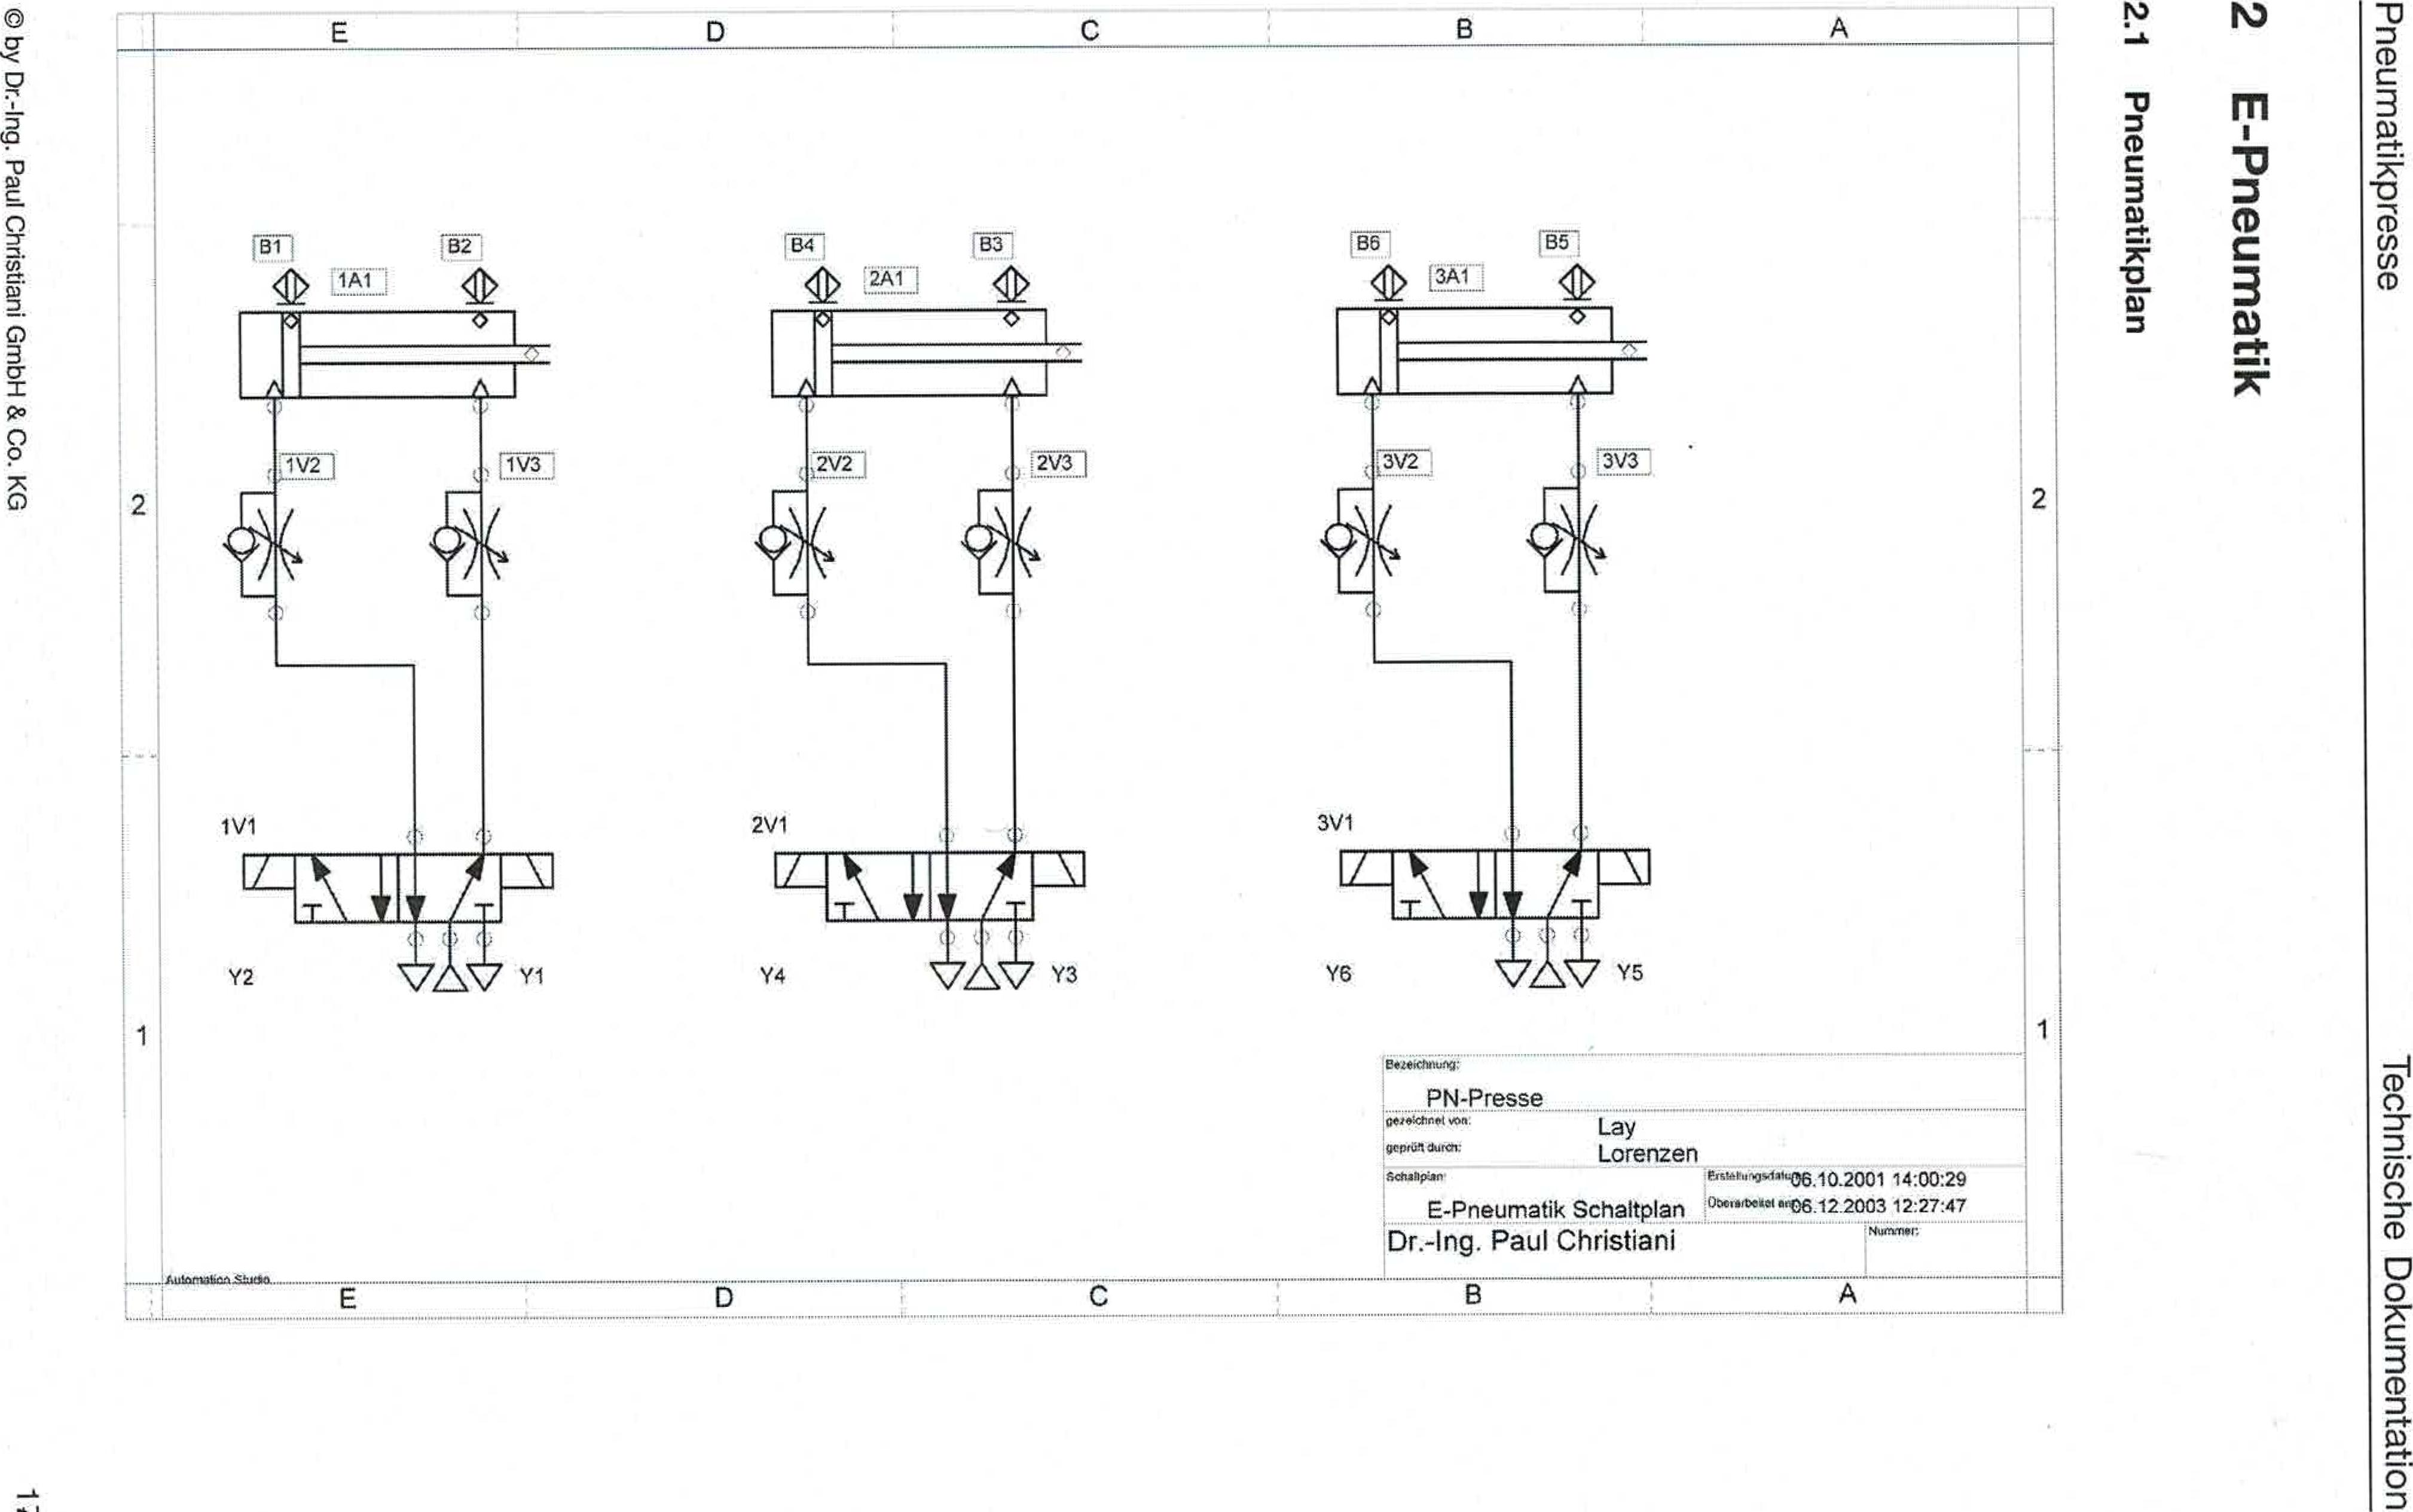 Pneumatikpresse
Technische Dokumentation
2 E-Pneumatik
2.1 Pneumatikplan
E D C B A
B1 B2 B4 B3 B6 B5
1A1 2A1 3A1
1V2 1V3 2V2 2V3 3V2 3V3
2 2
1V1 2V1 3V1
Y2 Y1 Y4 Y3 Y6 Y5
1 1
Bezeichnung:
PN-Presse
gezeichnet von: Lay
geprüft durch: Lorenzen
Schaltplan: E-Pneumatik Schaltplan
Erstellungsdatum 06.10.2001 14:00:29
Überarbeitet am 06.12.2003 12:27:47
Dr.-Ing. Paul Christiani
Nummer:
Automation Studio
E D C B A
© by Dr.-Ing. Paul Christiani GmbH & Co. KG